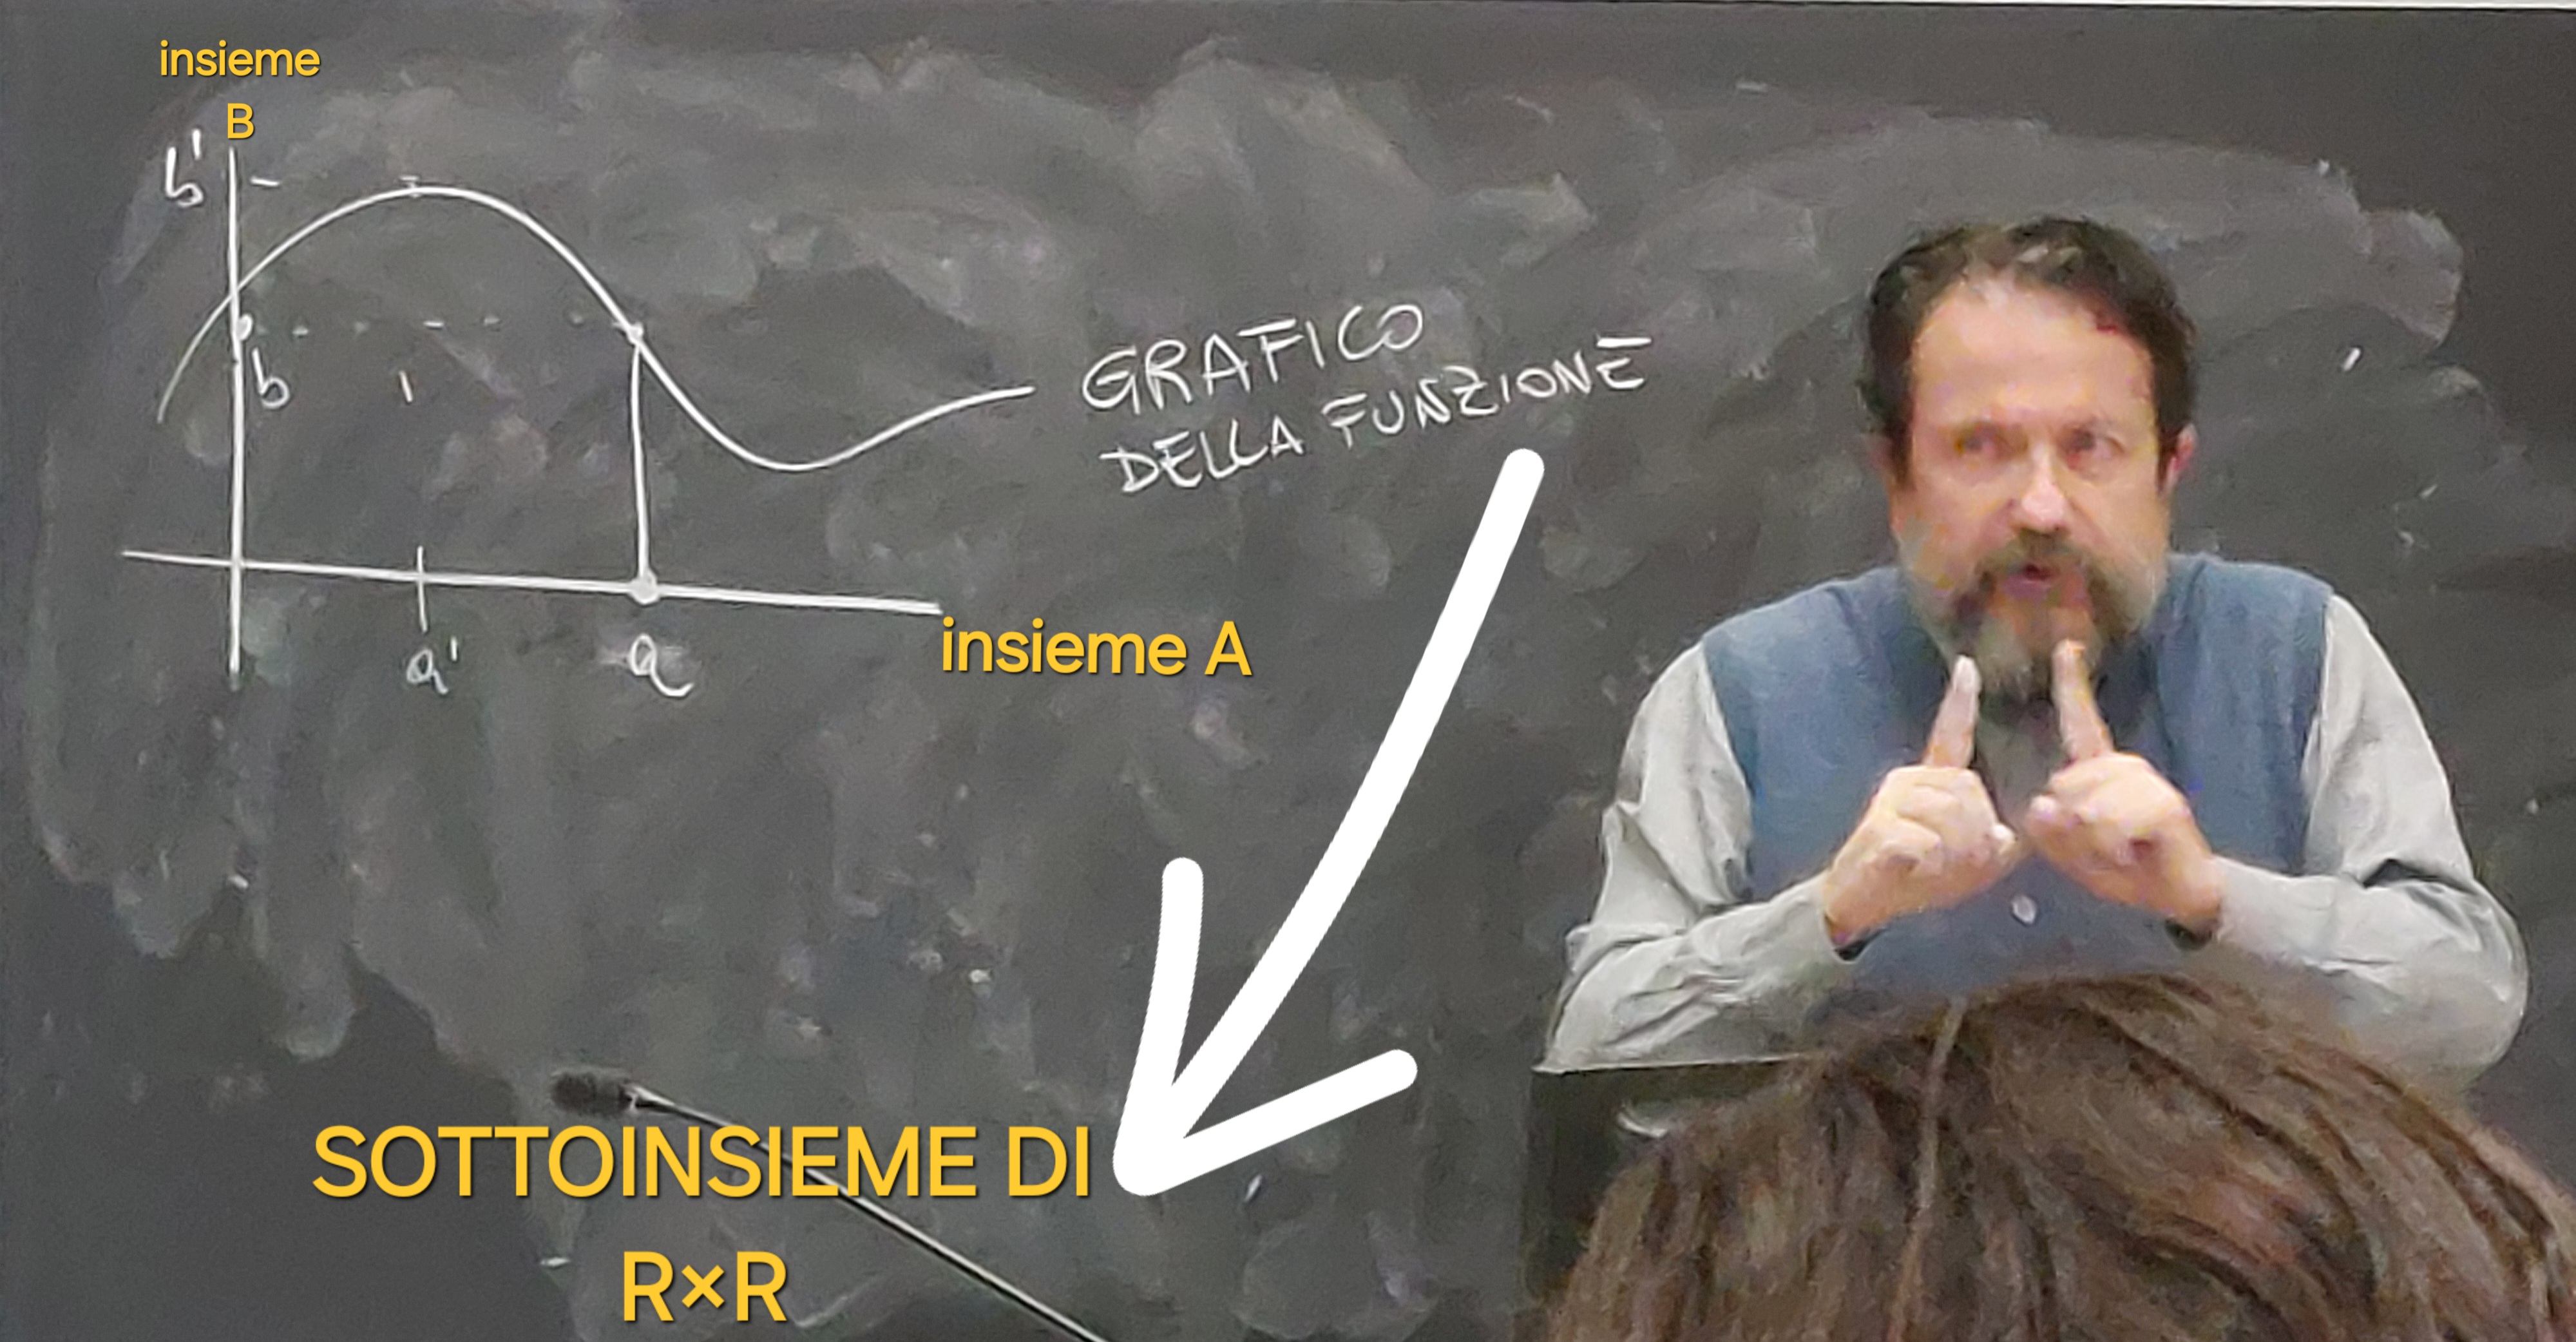 insieme
B
b'
b
GRAFICO
DELLA FUNZIONE
a'
a
insieme A
SOTTOINSIEME DI
R×R